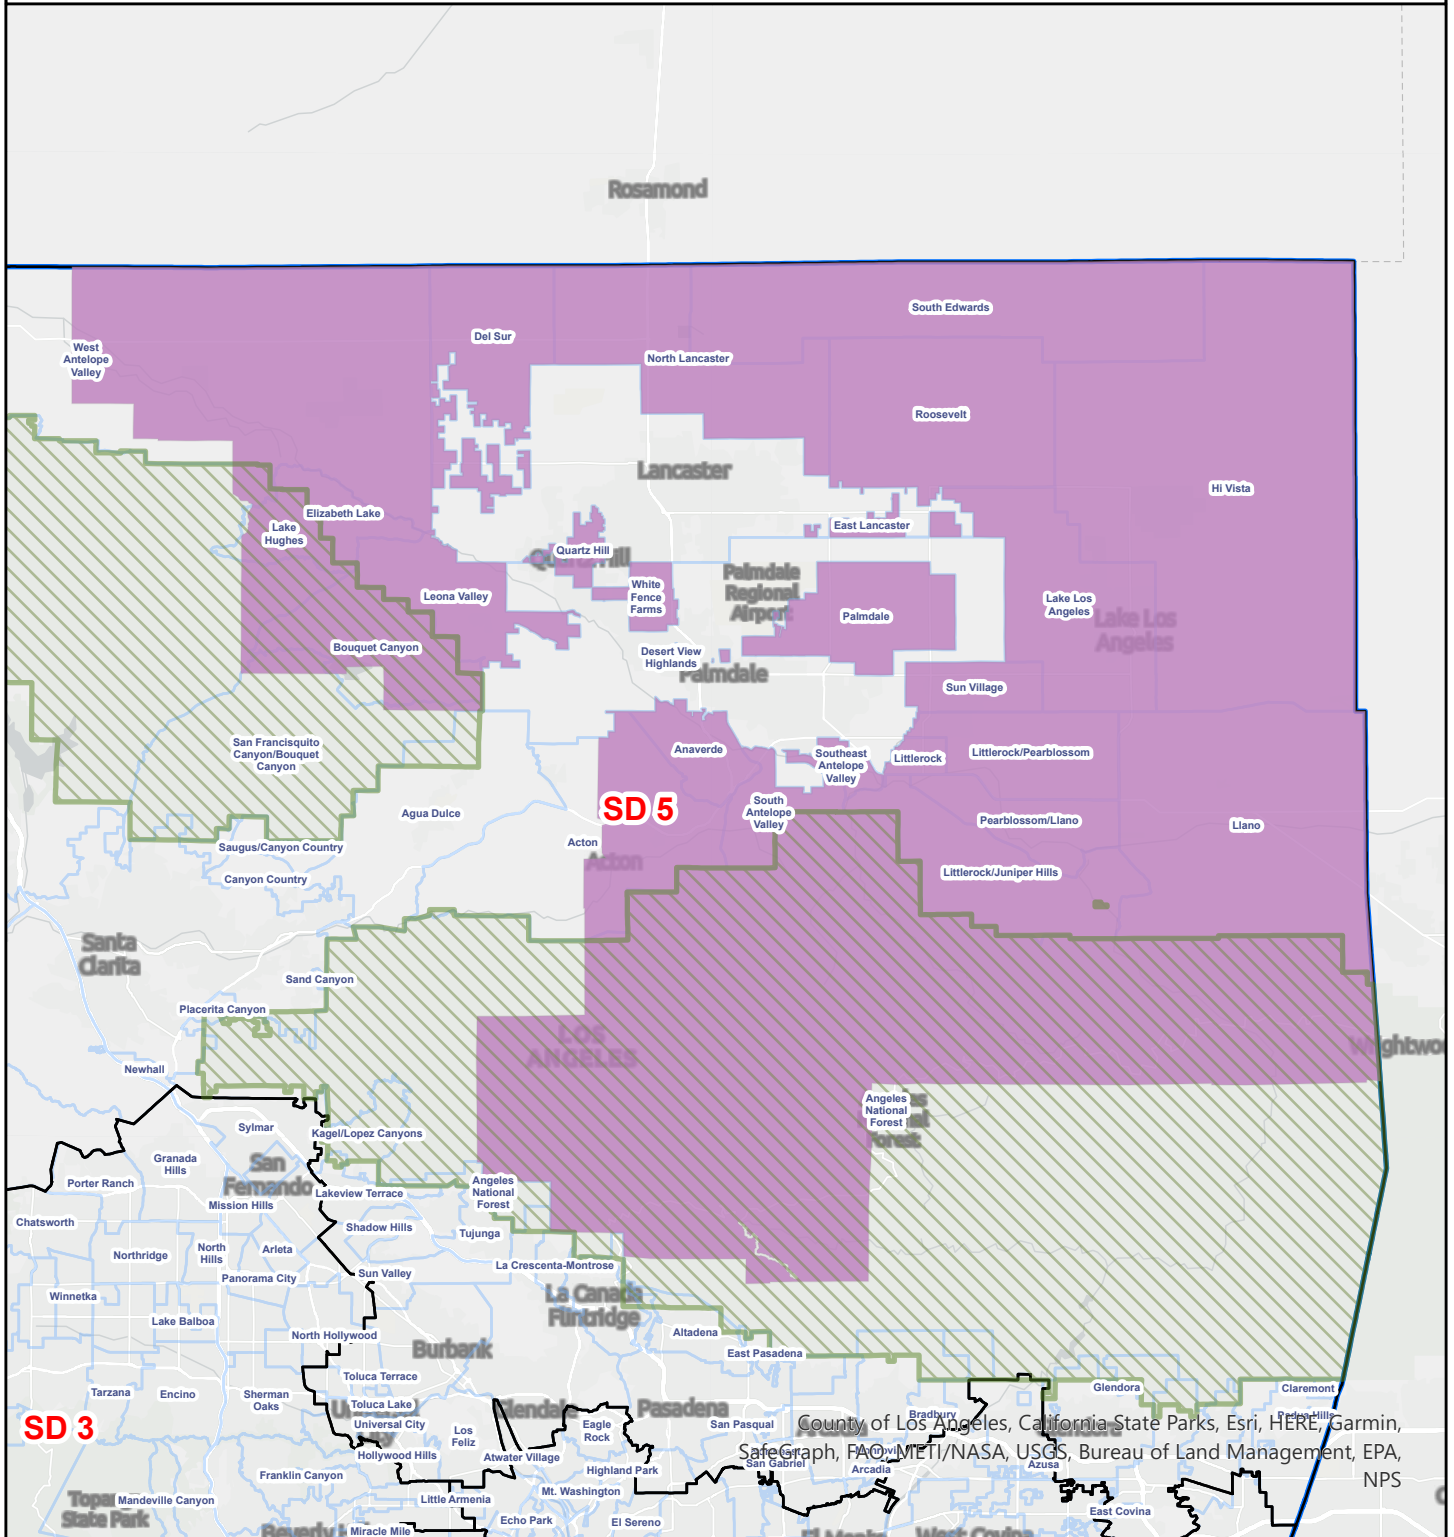 Rosamond
South Edwards
Del Sur
West
Antelope
Valley
North Lancaster
Roosevelt
Lancaster
Hi Vista
Elizabeth Lake
Lake
Hughes
East Lancaster
Quartz Hill
Quartz Hill
Palmdale
Regional
Airport
White
Fence
Farms
Leona Valley
Lake Los
Angeles
Lake Los
Angeles
Palmdale
Bouquet Canyon
Desert View
Highlands
Palmdale
Sun Village
San Francisquito
Canyon/Bouquet
Canyon
Anaverde
Southeast
Antelope
Valley
Littlerock
Littlerock/Pearblossom
SD 5
South
Antelope
Valley
Agua Dulce
Pearblossom/Llano
Llano
Acton
Acton
Saugus/Canyon Country
Canyon Country
Littlerock/Juniper Hills
Santa
Clarita
Sand Canyon
Placerita Canyon
LOS
ANGELES
Newhall
Angeles
National
Forest
Forest
Sylmar
Kagel/Lopez Canyons
Granada
Hills
San
Fernando
Porter Ranch
Angeles
National
Forest
Lakeview Terrace
Mission Hills
Chatsworth
Shadow Hills
Tujunga
Northridge
North
Hills
Arleta
La Crescenta-Montrose
Panorama City
Sun Valley
Winnetka
La Canada
Flintridge
Lake Balboa
North Hollywood
Altadena
Burbank
East Pasadena
Toluca Terrace
Tarzana
Encino
Sherman
Oaks
Glendora
Claremont
Toluca Lake
Pasadena
Bradbury
SD 3
Universal City
Los
Feliz
Eagle
Rock
San Pasqual
County of Los Angeles, California State Parks, Esri, HERE, Garmin,
SafeGraph, FAO, METI/NASA, USGS, Bureau of Land Management, EPA,
NPS
Hollywood Hills
Atwater Village
San Gabriel
Arcadia
Azusa
Franklin Canyon
Highland Park
Mt. Washington
Mandeville Canyon
State Park
Little Armenia
Echo Park
El Sereno
East Covina
Miracle Mile
West Covina